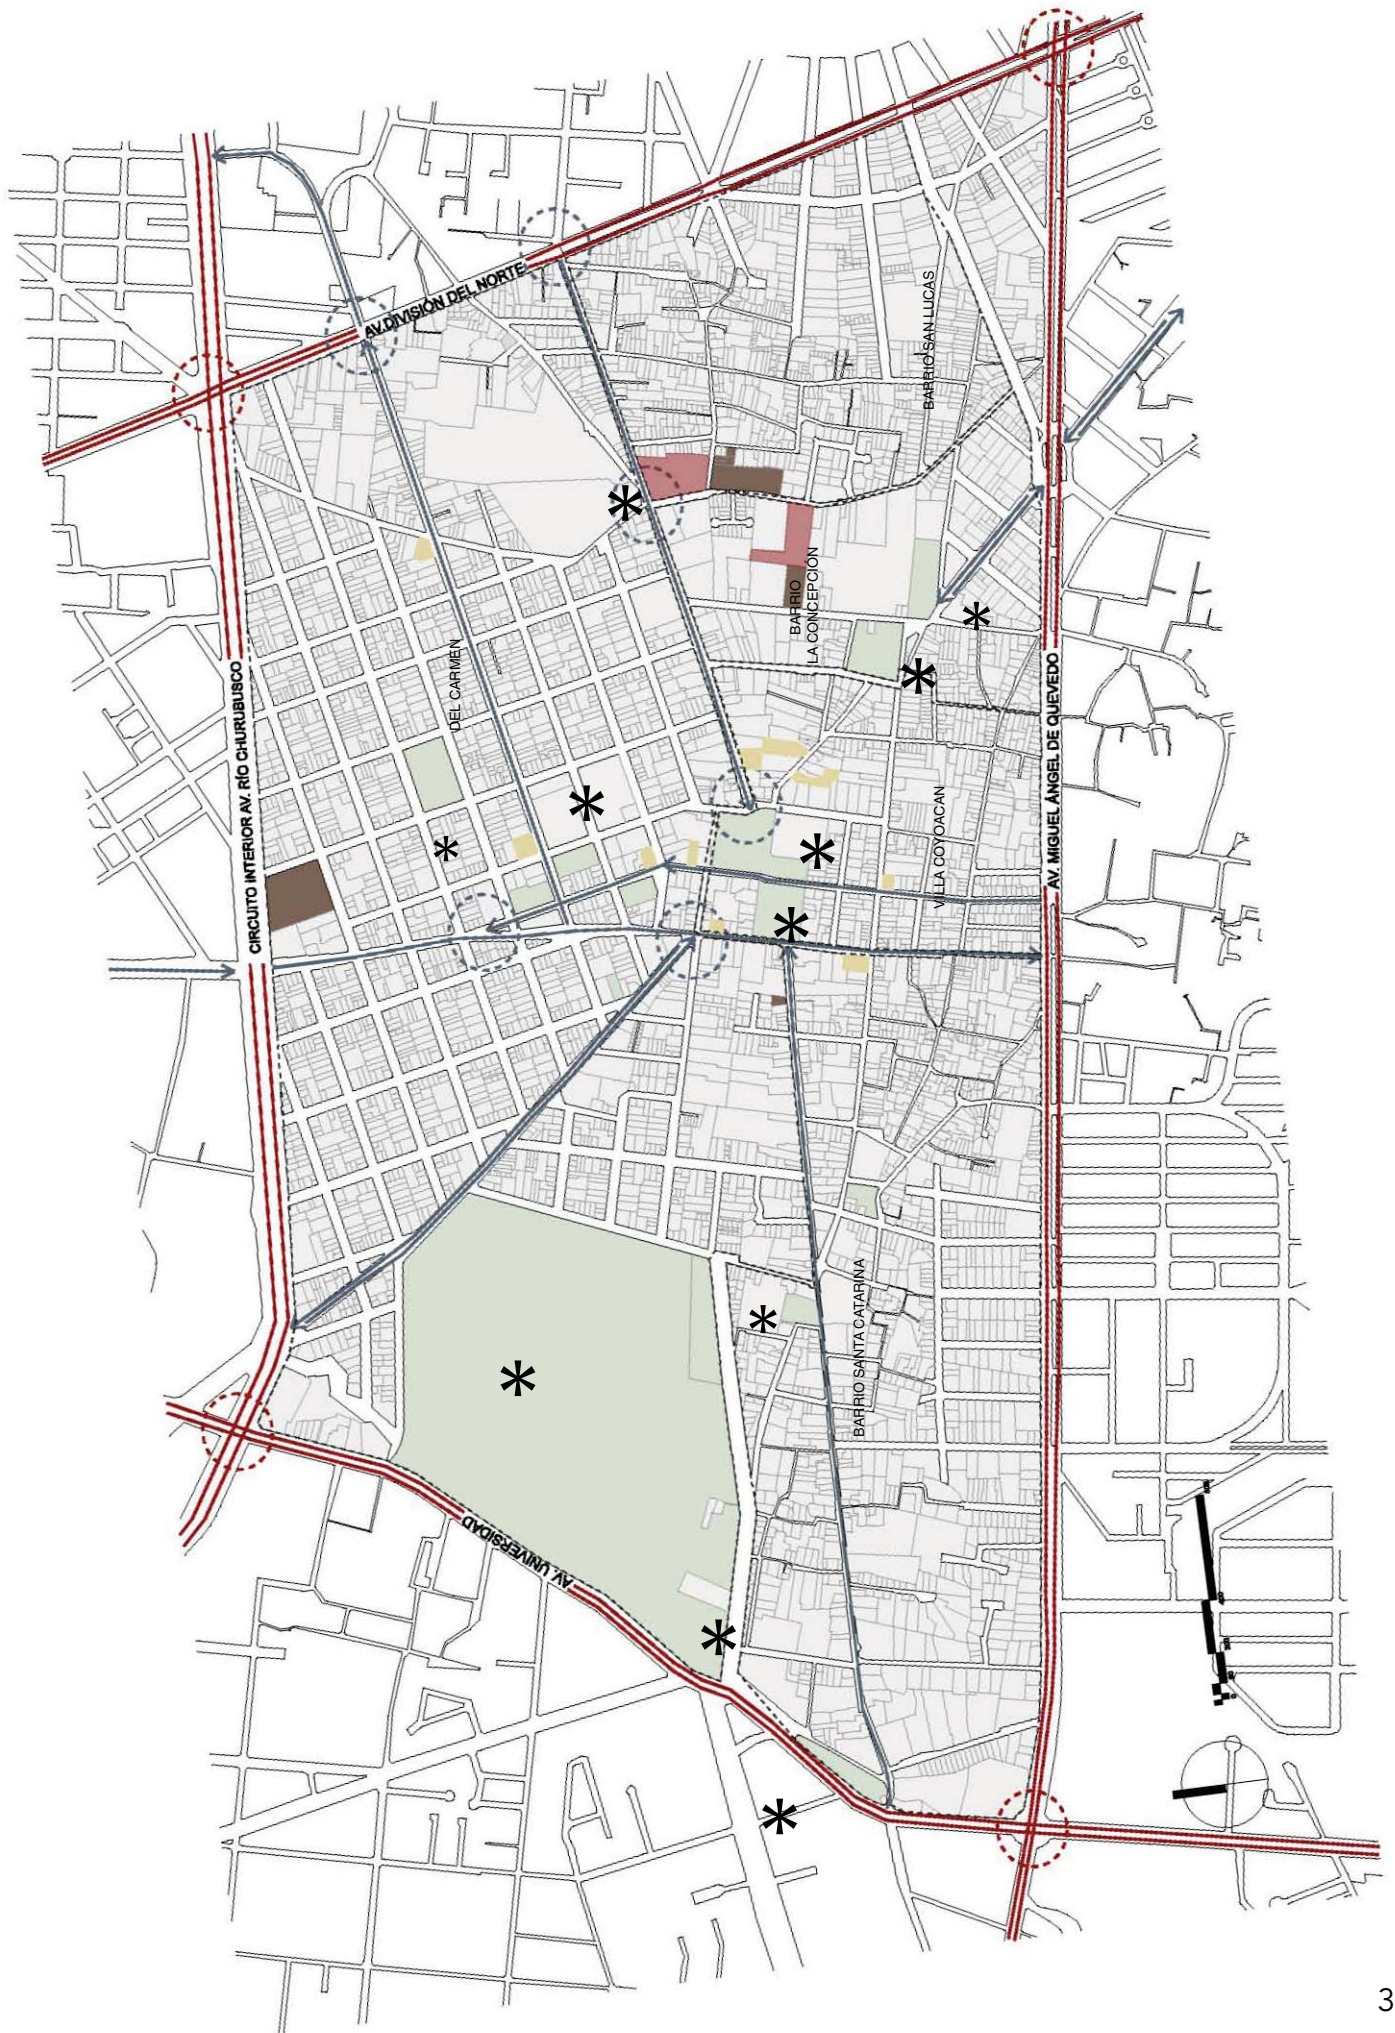 AV.DIVISIÓN DEL NORTE
BARRIO SAN LUCAS
BARRIO
LA CONCEPCIÓN
DEL CARMEN
CIRCUITO INTERIOR AV. RÍO CHURUBUSCO
AV. MIGUEL ÁNGEL DE QUEVEDO
VILLA COYOACAN
BARRIO SANTA CATARINA
AV. UNIVERSIDAD
3